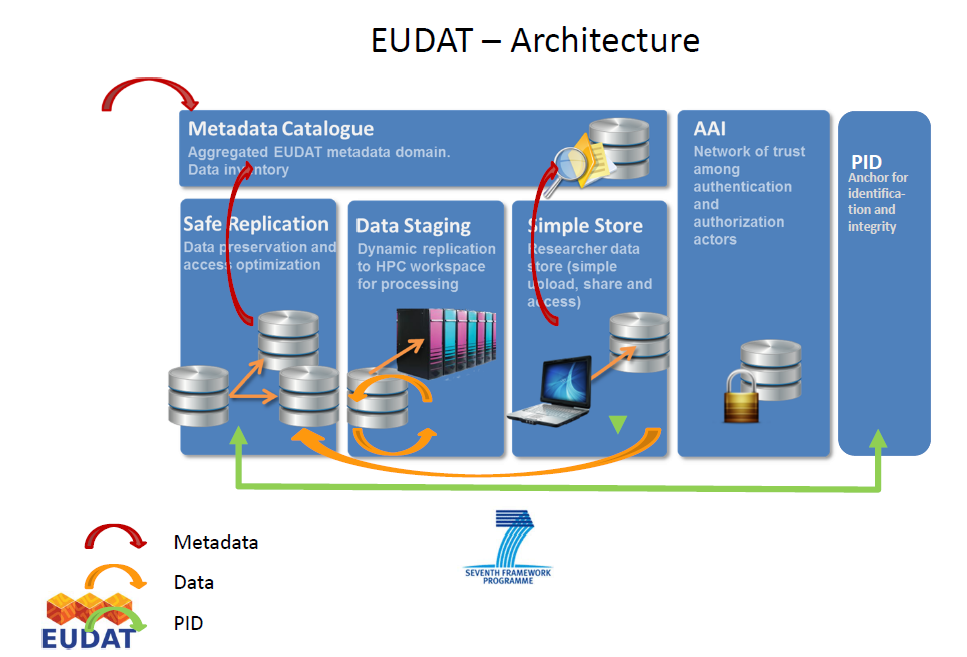 EUDAT – Architecture
Metadata Catalogue
Aggregated EUDAT metadata domain.
Data inventory
Safe Replication
Data preservation and
access optimization
Data Staging
Dynamic replication
to HPC workspace
for processing
Simple Store
Researcher data
store (simple
upload, share and
access)
AAI
Network of trust
among
authentication
and
authorization
actors
PID
Anchor for
identifica-
tion and
integrity
Metadata
Data
PID
EUDAT
SEVENTH FRAMEWORK
PROGRAMME